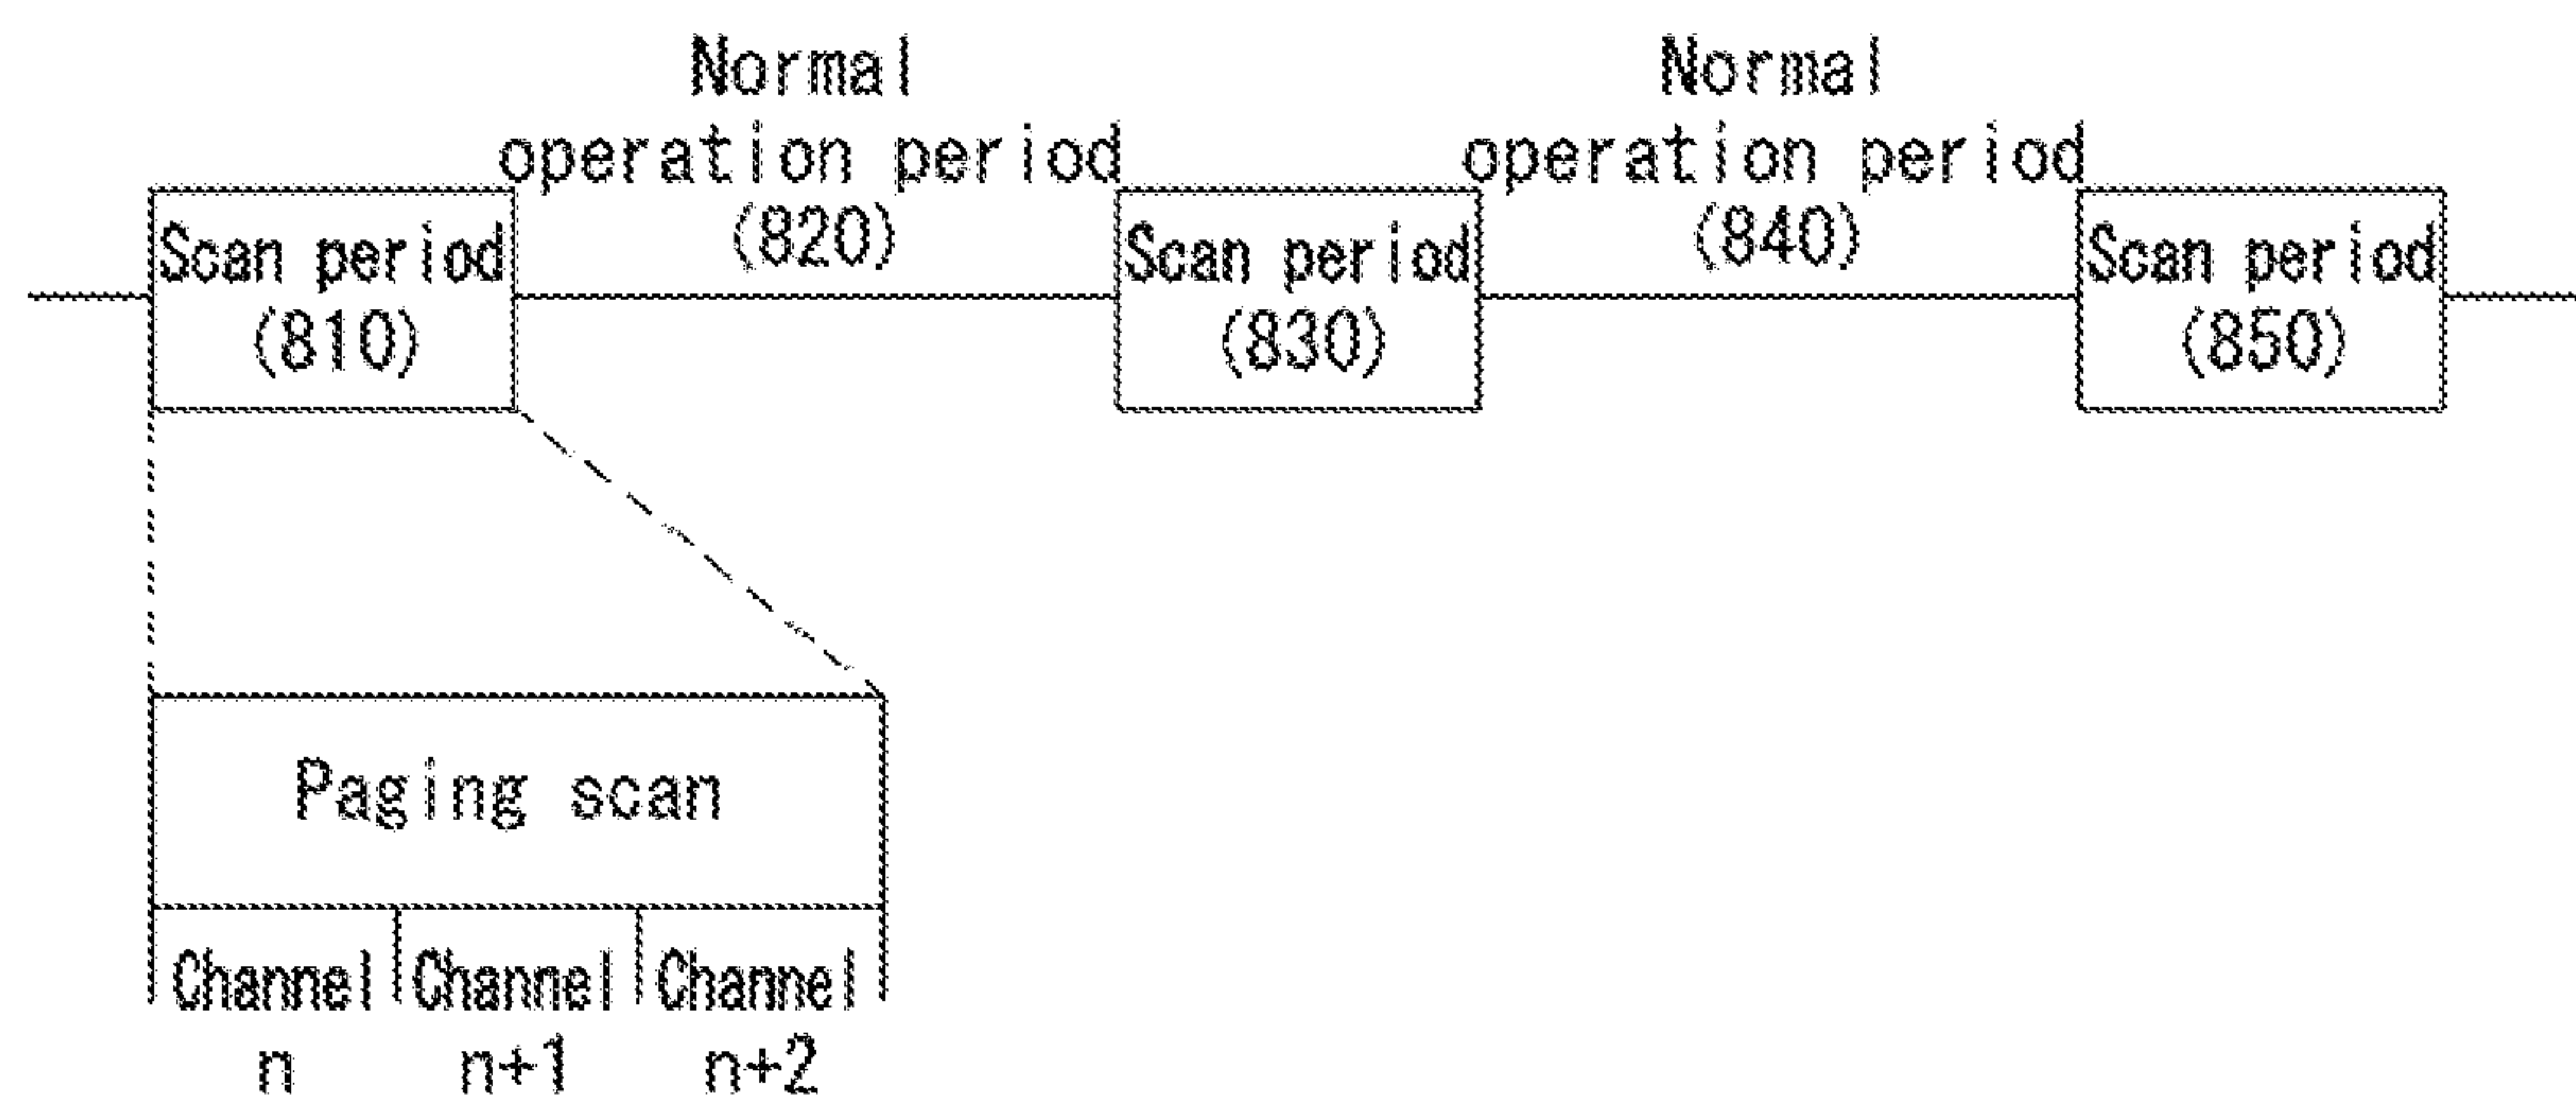 Normal
operation period
(820)
Normal
operation period
(840)
Scan period
(810)
Scan period
(830)
Scan period
(850)
Paging scan
Channel
n
Channel
n+1
Channel
n+2